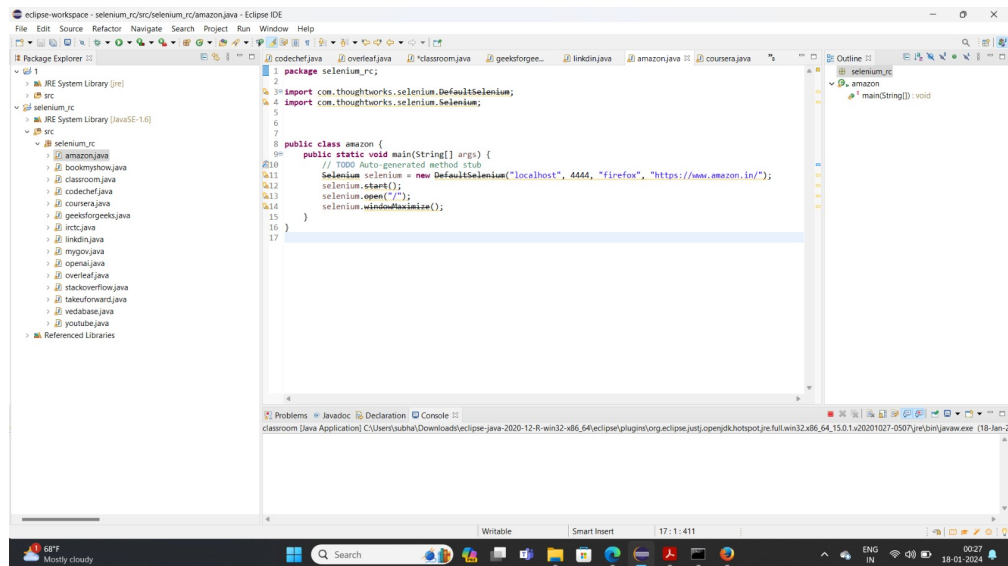 eclipse-workspace - selenium_rc/src/selenium_rc/amazon.java - Eclipse IDE
File Edit Source Refactor Navigate Search Project Run Window Help
Package Explorer
1
JRE System Library [jre]
src
selenium_rc
JRE System Library [JavaSE-1.6]
src
selenium_rc
amazon.java
bookmyshow.java
classroom.java
codechef.java
coursera.java
geeksforgeeks.java
irctc.java
linkdin.java
mygov.java
openai.java
overleaf.java
stackoverflow.java
takeuforward.java
vedabase.java
youtube.java
Referenced Libraries
codechef.java overleaf.java *classroom.java geeksforgee... linkdin.java amazon.java coursera.java
1 package selenium_rc;
2
3 import com.thoughtworks.selenium.DefaultSelenium;
4 import com.thoughtworks.selenium.Selenium;
5
6
7
8 public class amazon {
9 public static void main(String[] args) {
10 // TODO Auto-generated method stub
11 Selenium selenium = new DefaultSelenium("localhost", 4444, "firefox", "https://www.amazon.in/");
12 selenium.start();
13 selenium.open("/");
14 selenium.windowMaximize();
15 }
16 }
17
Outline
selenium_rc
amazon
main(String[]) : void
Problems Javadoc Declaration Console
classroom [Java Application] C:\Users\subha\Downloads\eclipse-java-2020-12-R-win32-x86_64\eclipse\plugins\org.eclipse.justj.openjdk.hotspot.jre.full.win32.x86_64_15.0.1.v20201027-0507\jre\bin\javaw.exe (18-Jan-2
Writable Smart Insert 17 : 1 : 411
68°F
Mostly cloudy
Search
ENG
IN
00:27
18-01-2024